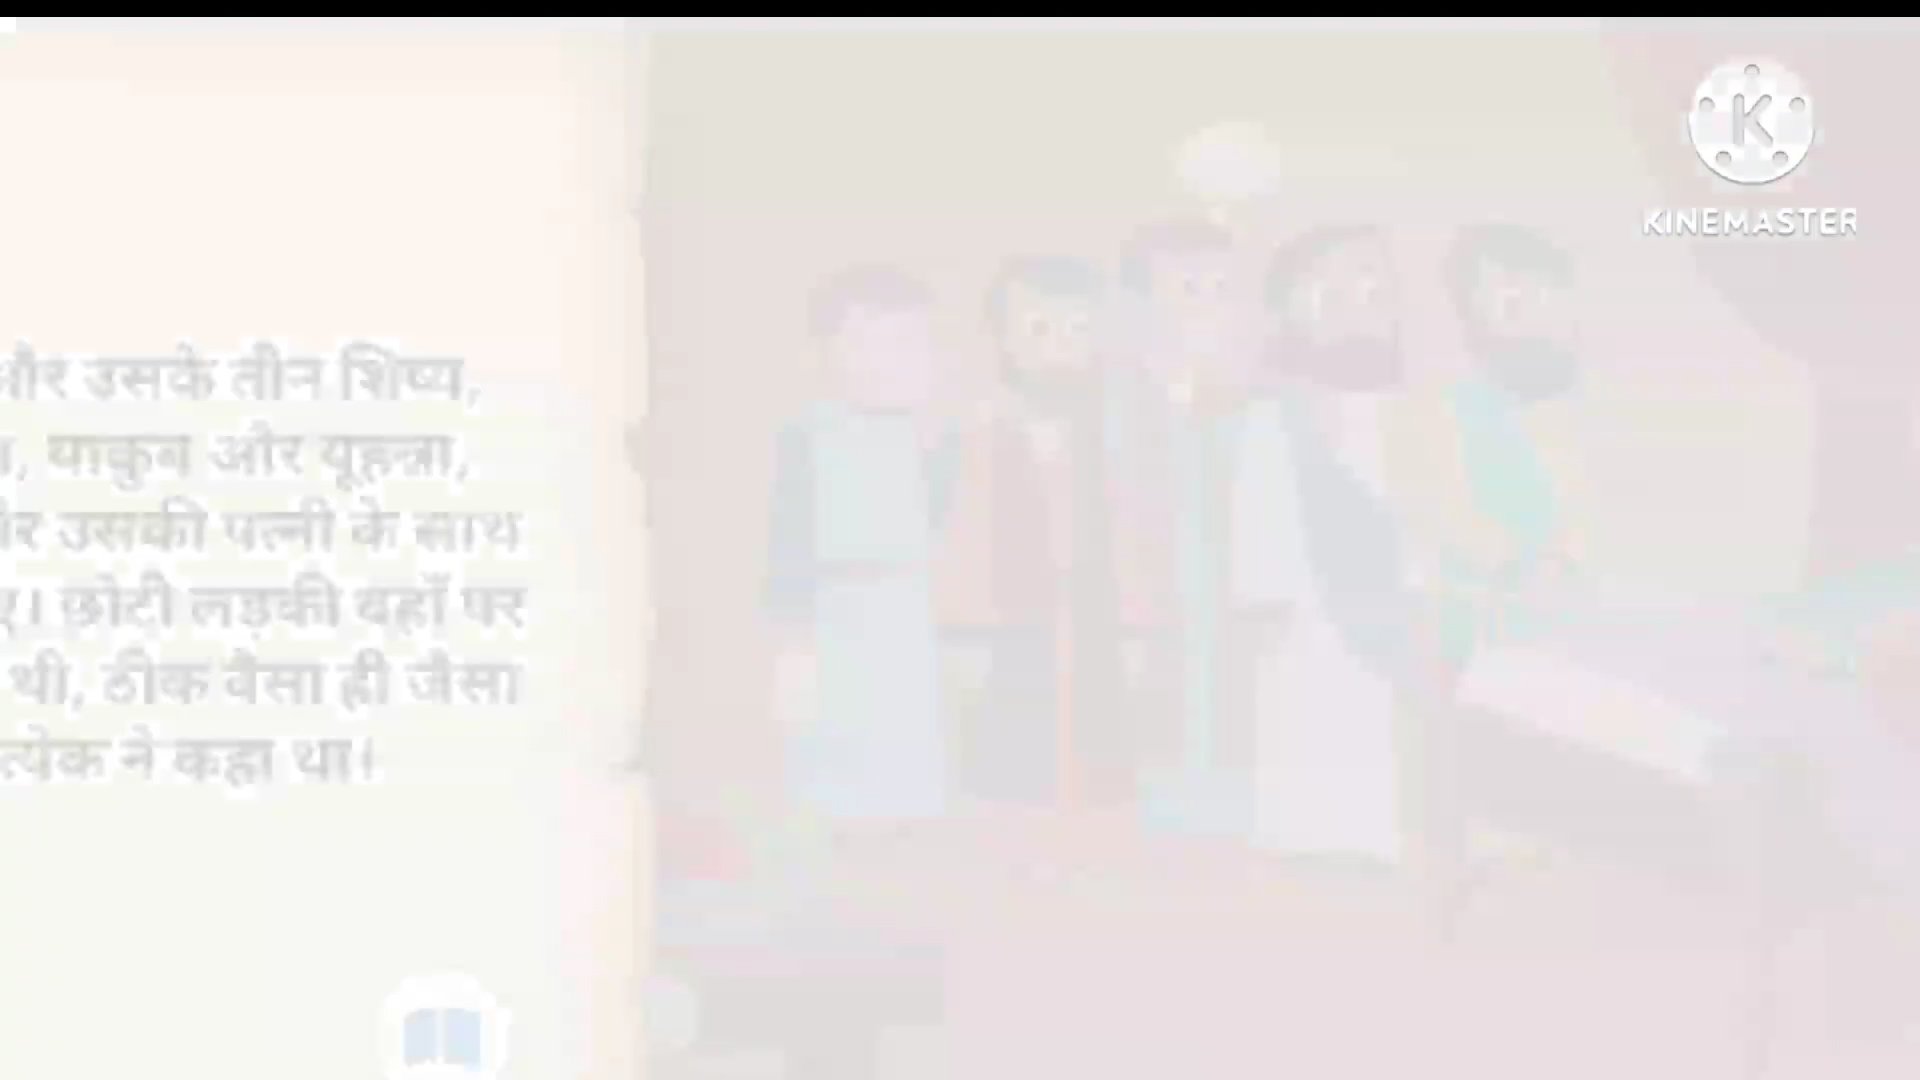 और उसके तीन शिष्य,
याकुब और यूहन्ना,
उसकी पत्नी के साथ
छोटी लड़की वहाँ पर
थी, ठीक वैसा ही जैसा
ने कहा था।
KINEMASTER